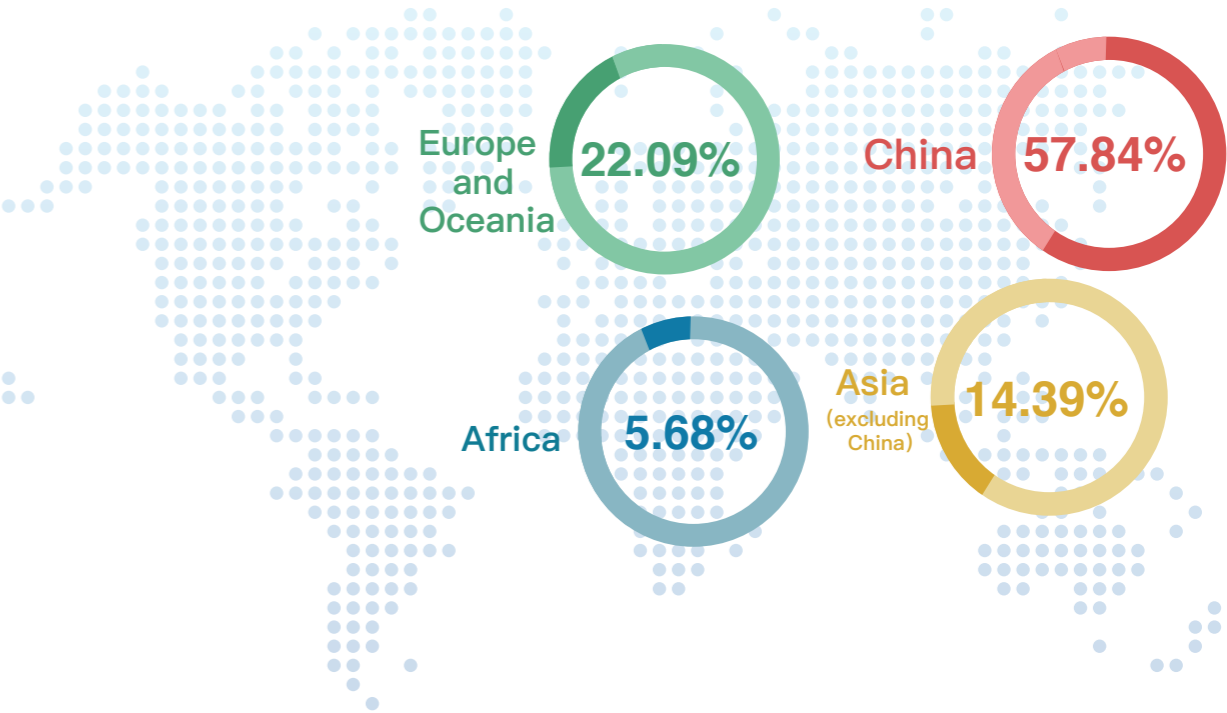 Europe
and
Oceania
22.09%
China
57.84%
Africa
5.68%
Asia
(excluding
China)
14.39%